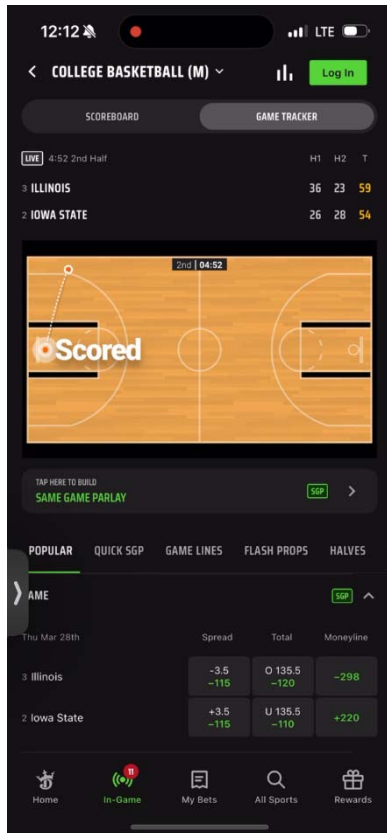 12:12
LTE
COLLEGE BASKETBALL (M)
Log In
SCOREBOARD GAME TRACKER
LIVE 4:52 2nd Half H1 H2 T
3 ILLINOIS 36 23 59
2 IOWA STATE 26 28 54
2nd | 04:52
Scored
TAP HERE TO BUILD
SAME GAME PARLAY SGP
POPULAR QUICK SGP GAME LINES FLASH PROPS HALVES
AME SGP
Thu Mar 28th Spread Total Moneyline
3 Illinois -3.5 -115 O 135.5 -120 -298
2 Iowa State +3.5 -115 U 135.5 -110 +220
11
Home In-Game My Bets All Sports Rewards